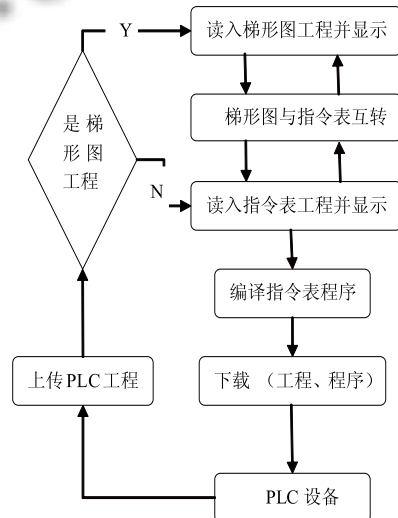 Y
读入梯形图工程并显示
是 梯
形 图
工程
梯形图与指令表互转
N
读入指令表工程并显示
编译指令表程序
上传PLC工程
下载 （工程、程序）
PLC 设备